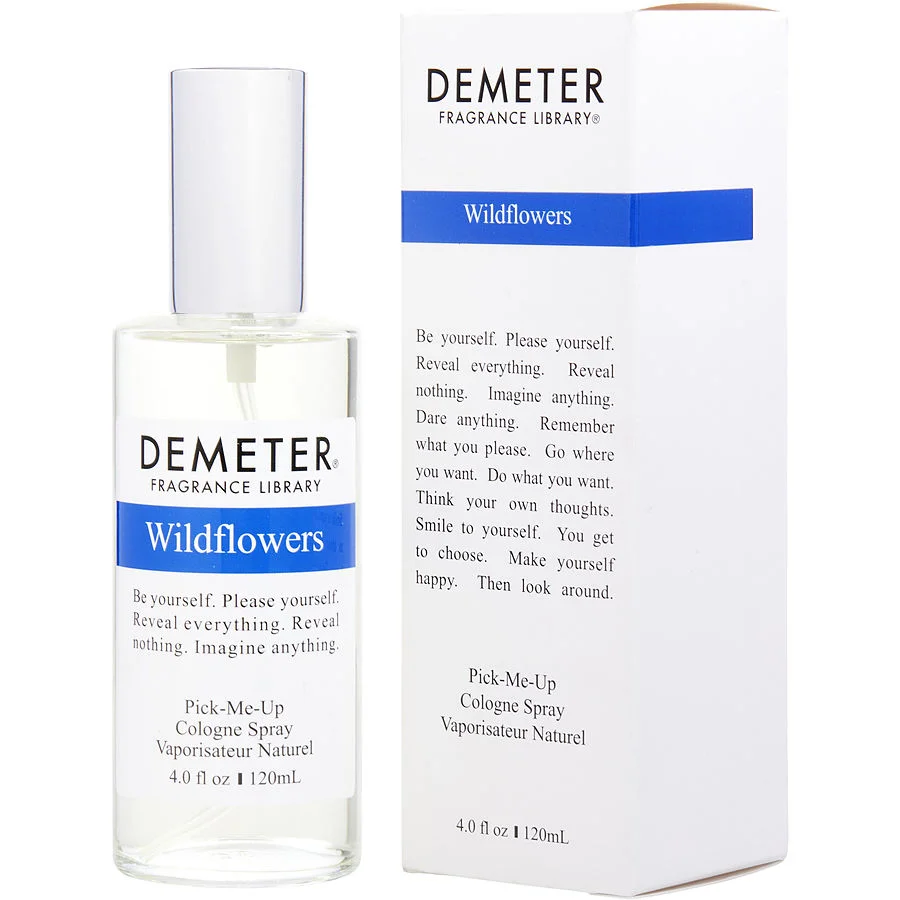 DEMETER®
FRAGRANCE LIBRARY
Wildflowers
Be yourself. Please yourself.
Reveal everything. Reveal
nothing. Imagine anything.
Pick-Me-Up
Cologne Spray
Vaporisateur Naturel
4.0 fl oz ▌120mL
DEMETER
FRAGRANCE LIBRARY®
Wildflowers
Be yourself. Please yourself.
Reveal everything. Reveal
nothing. Imagine anything.
Dare anything. Remember
what you please. Go where
you want. Do what you want.
Think your own thoughts.
Smile to yourself. You get
to choose. Make yourself
happy. Then look around.
Pick-Me-Up
Cologne Spray
Vaporisateur Naturel
4.0 fl oz ▌120mL